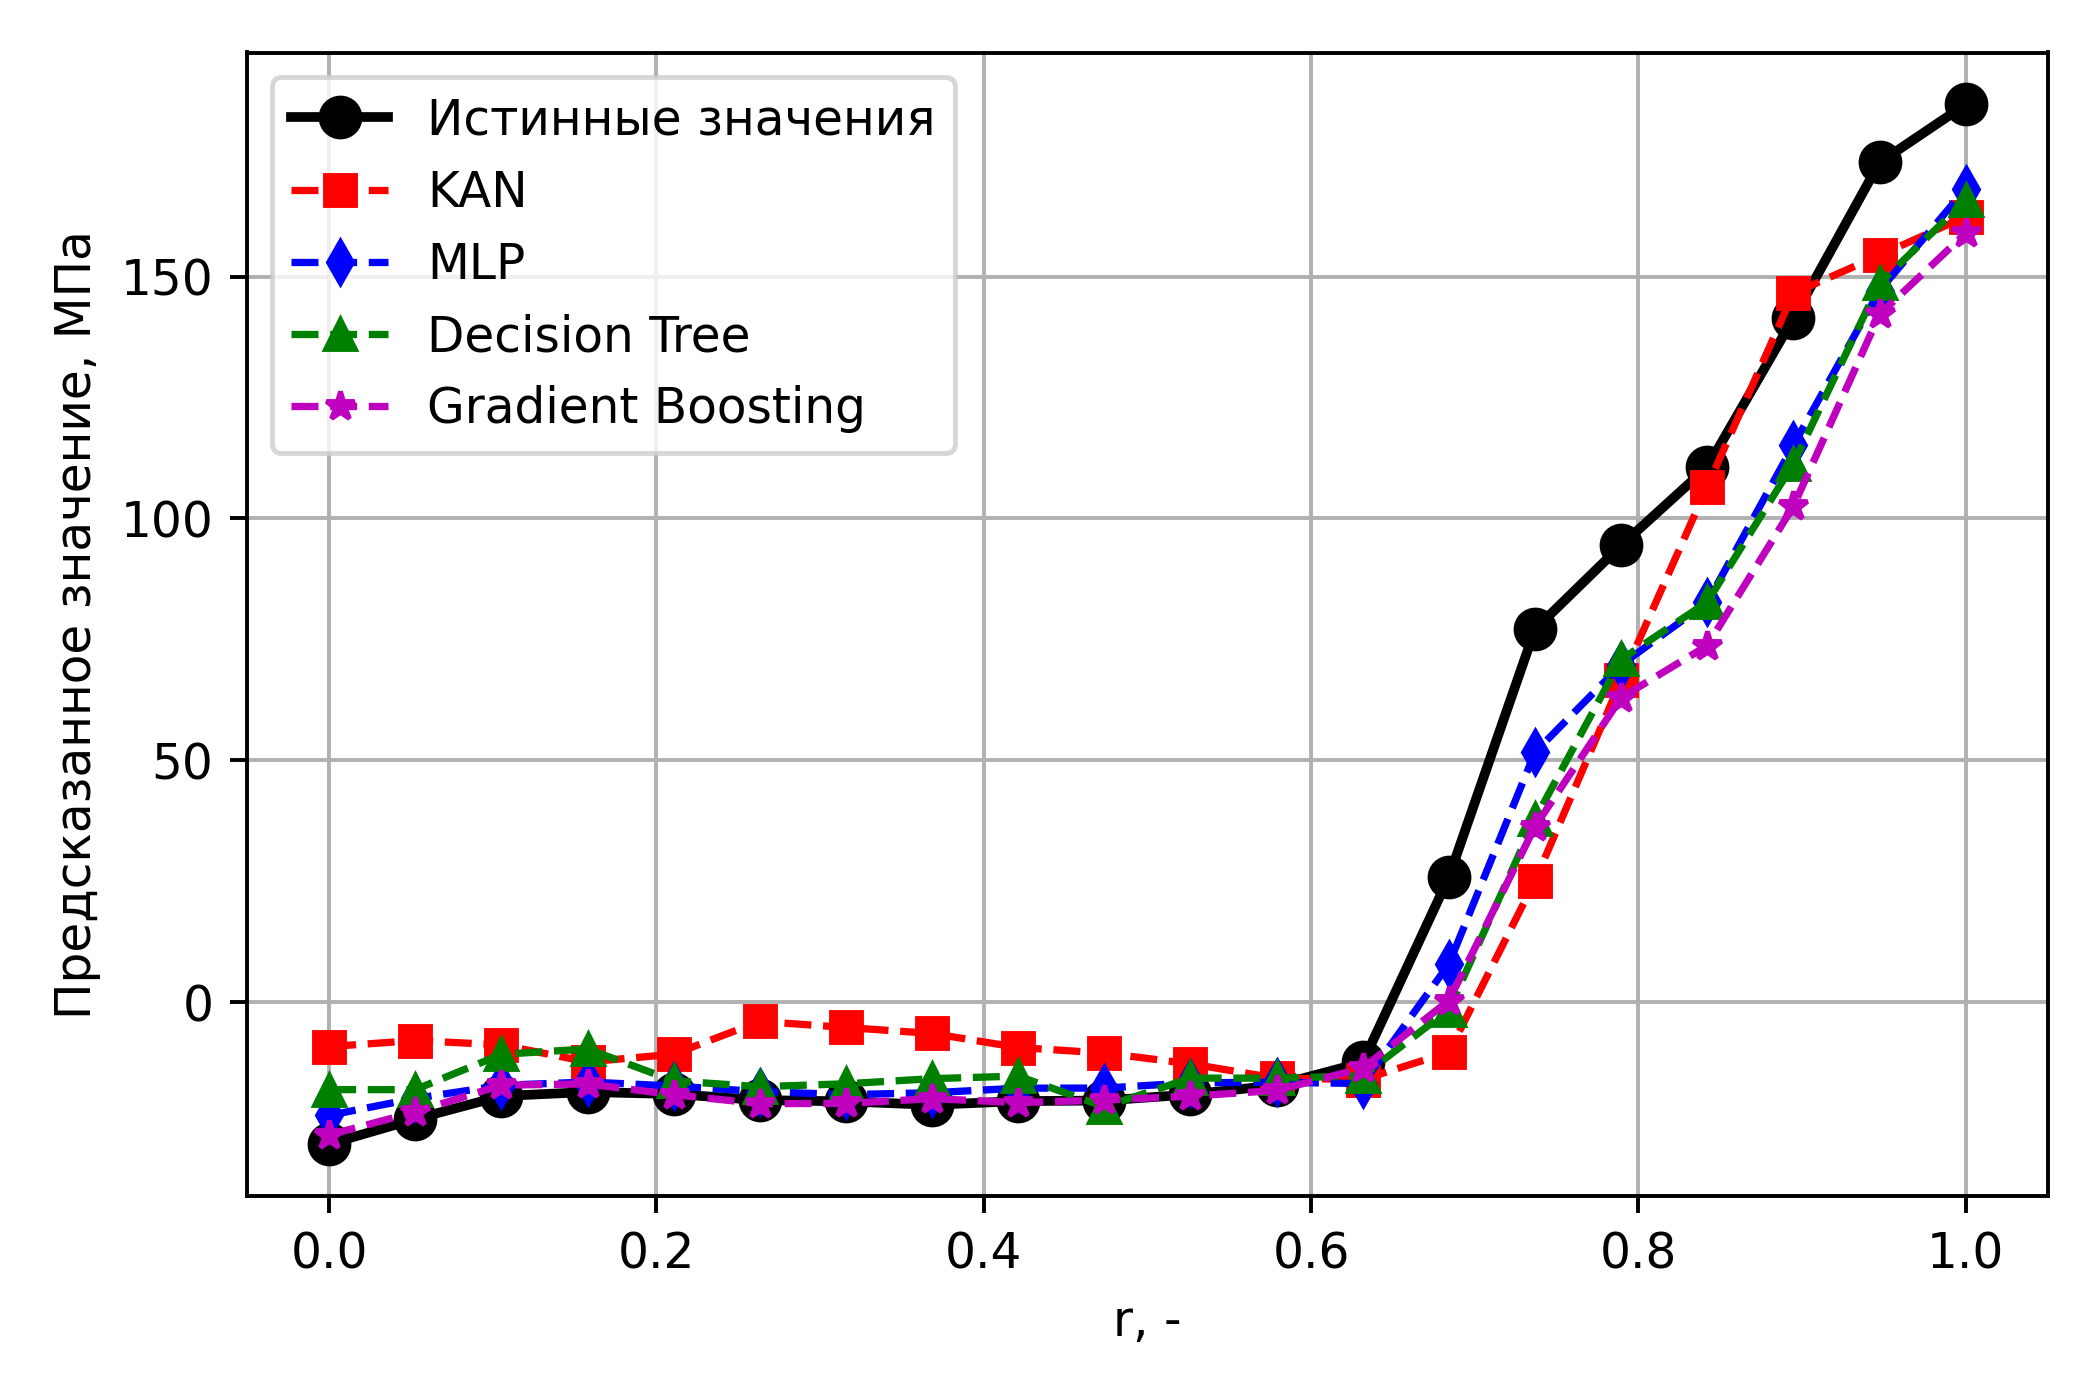 Истинные значения
KAN
MLP
Decision Tree
Gradient Boosting
Предсказанное значение, МПа
150
100
50
0
0.0 0.2 0.4 0.6 0.8 1.0
r, -